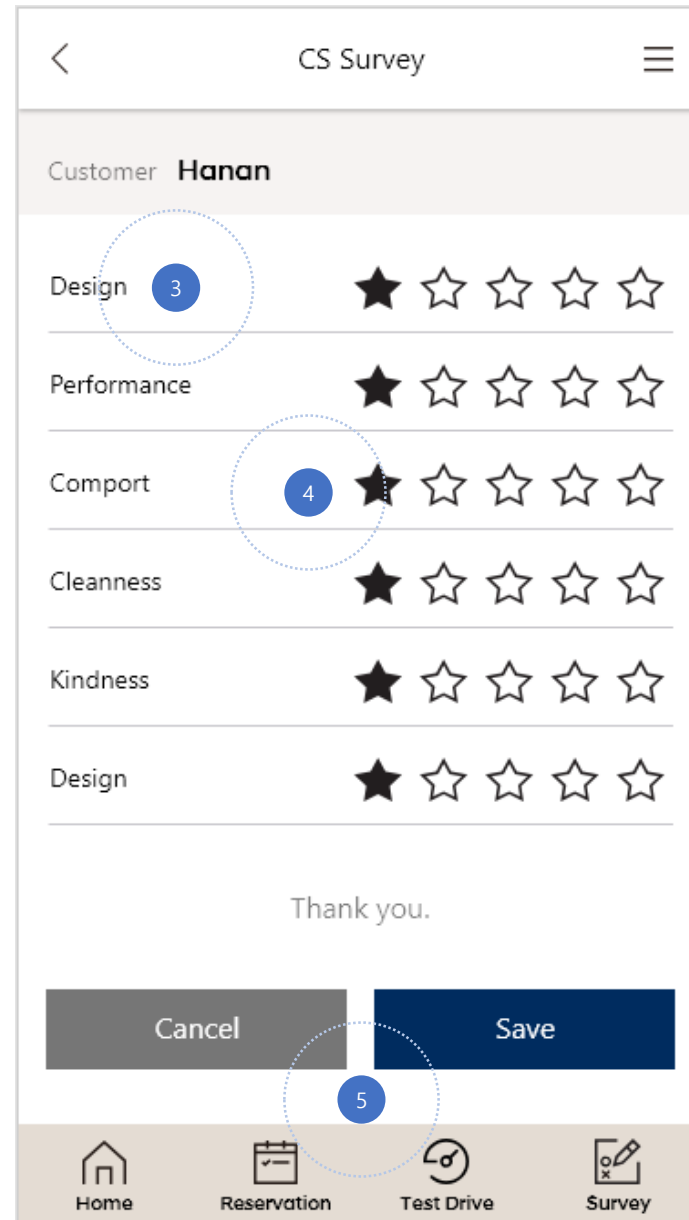 CS Survey
Customer Hanan
Design 3
Performance
Comport 4
Cleanness
Kindness
Design
Thank you.
Cancel Save
5
Home Reservation Test Drive Survey